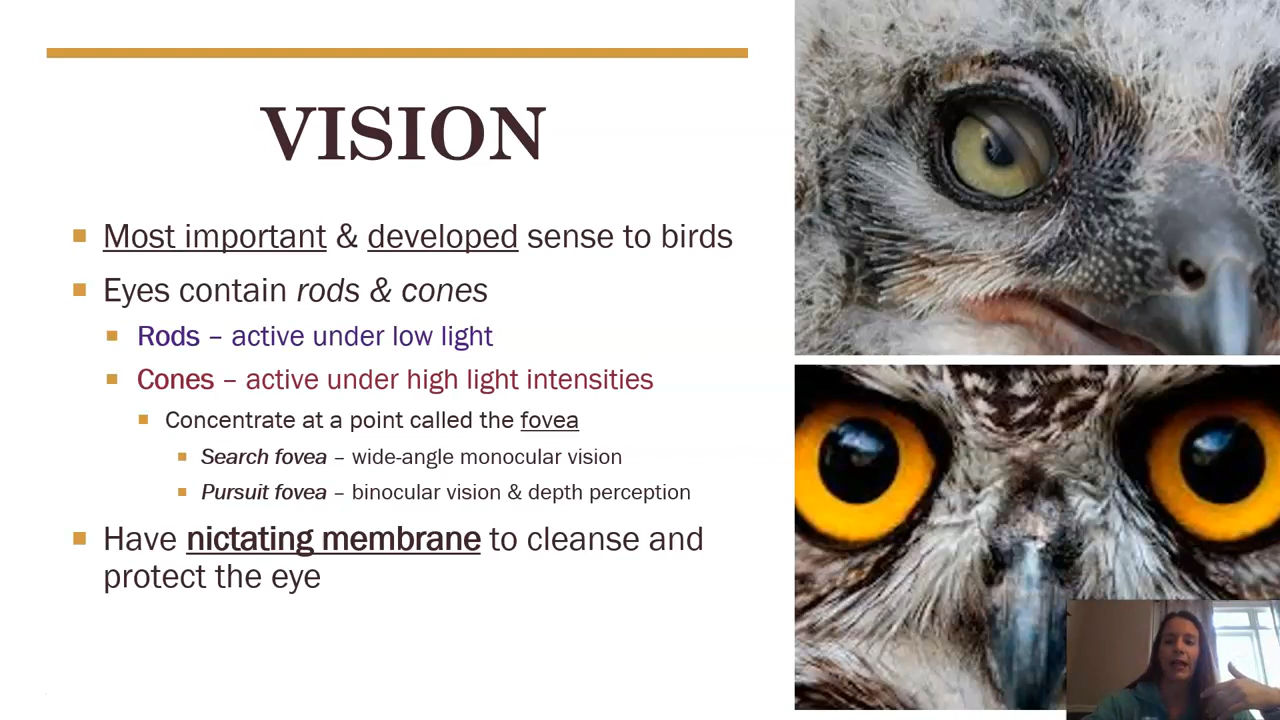 VISION
Most important & developed sense to birds
Eyes contain rods & cones
Rods – active under low light
Cones – active under high light intensities
Concentrate at a point called the fovea
Search fovea – wide-angle monocular vision
Pursuit fovea – binocular vision & depth perception
Have nictating membrane to cleanse and
protect the eye